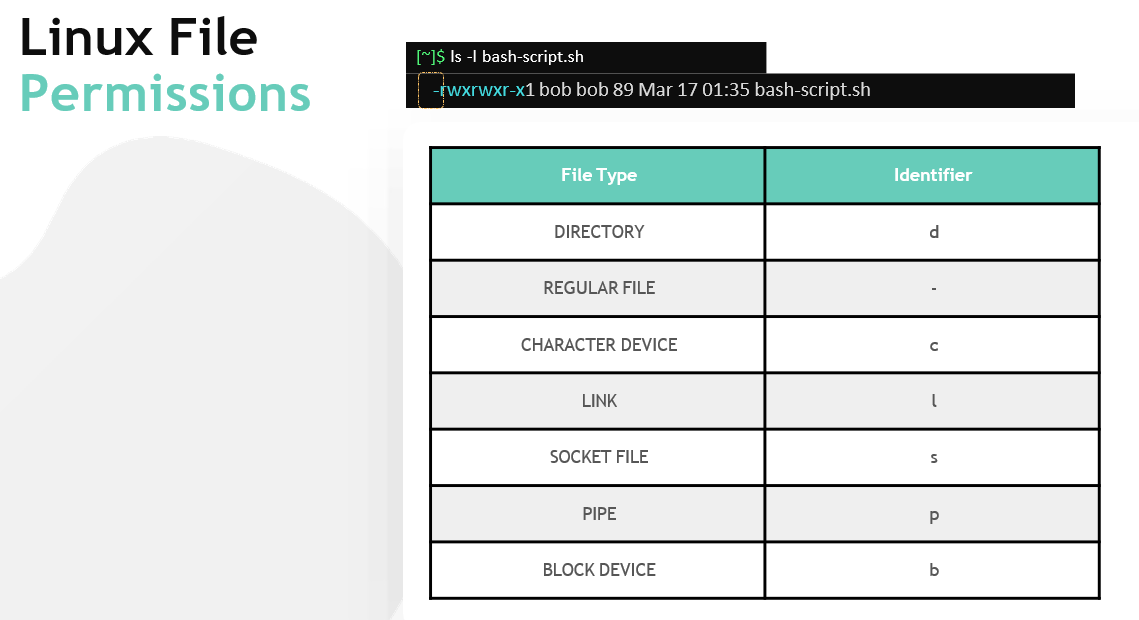 Linux File
Permissions
[~]$ ls -l bash-script.sh
-rwxrwxr-x1 bob bob 89 Mar 17 01:35 bash-script.sh
File Type Identifier
DIRECTORY d
REGULAR FILE -
CHARACTER DEVICE c
LINK l
SOCKET FILE s
PIPE p
BLOCK DEVICE b